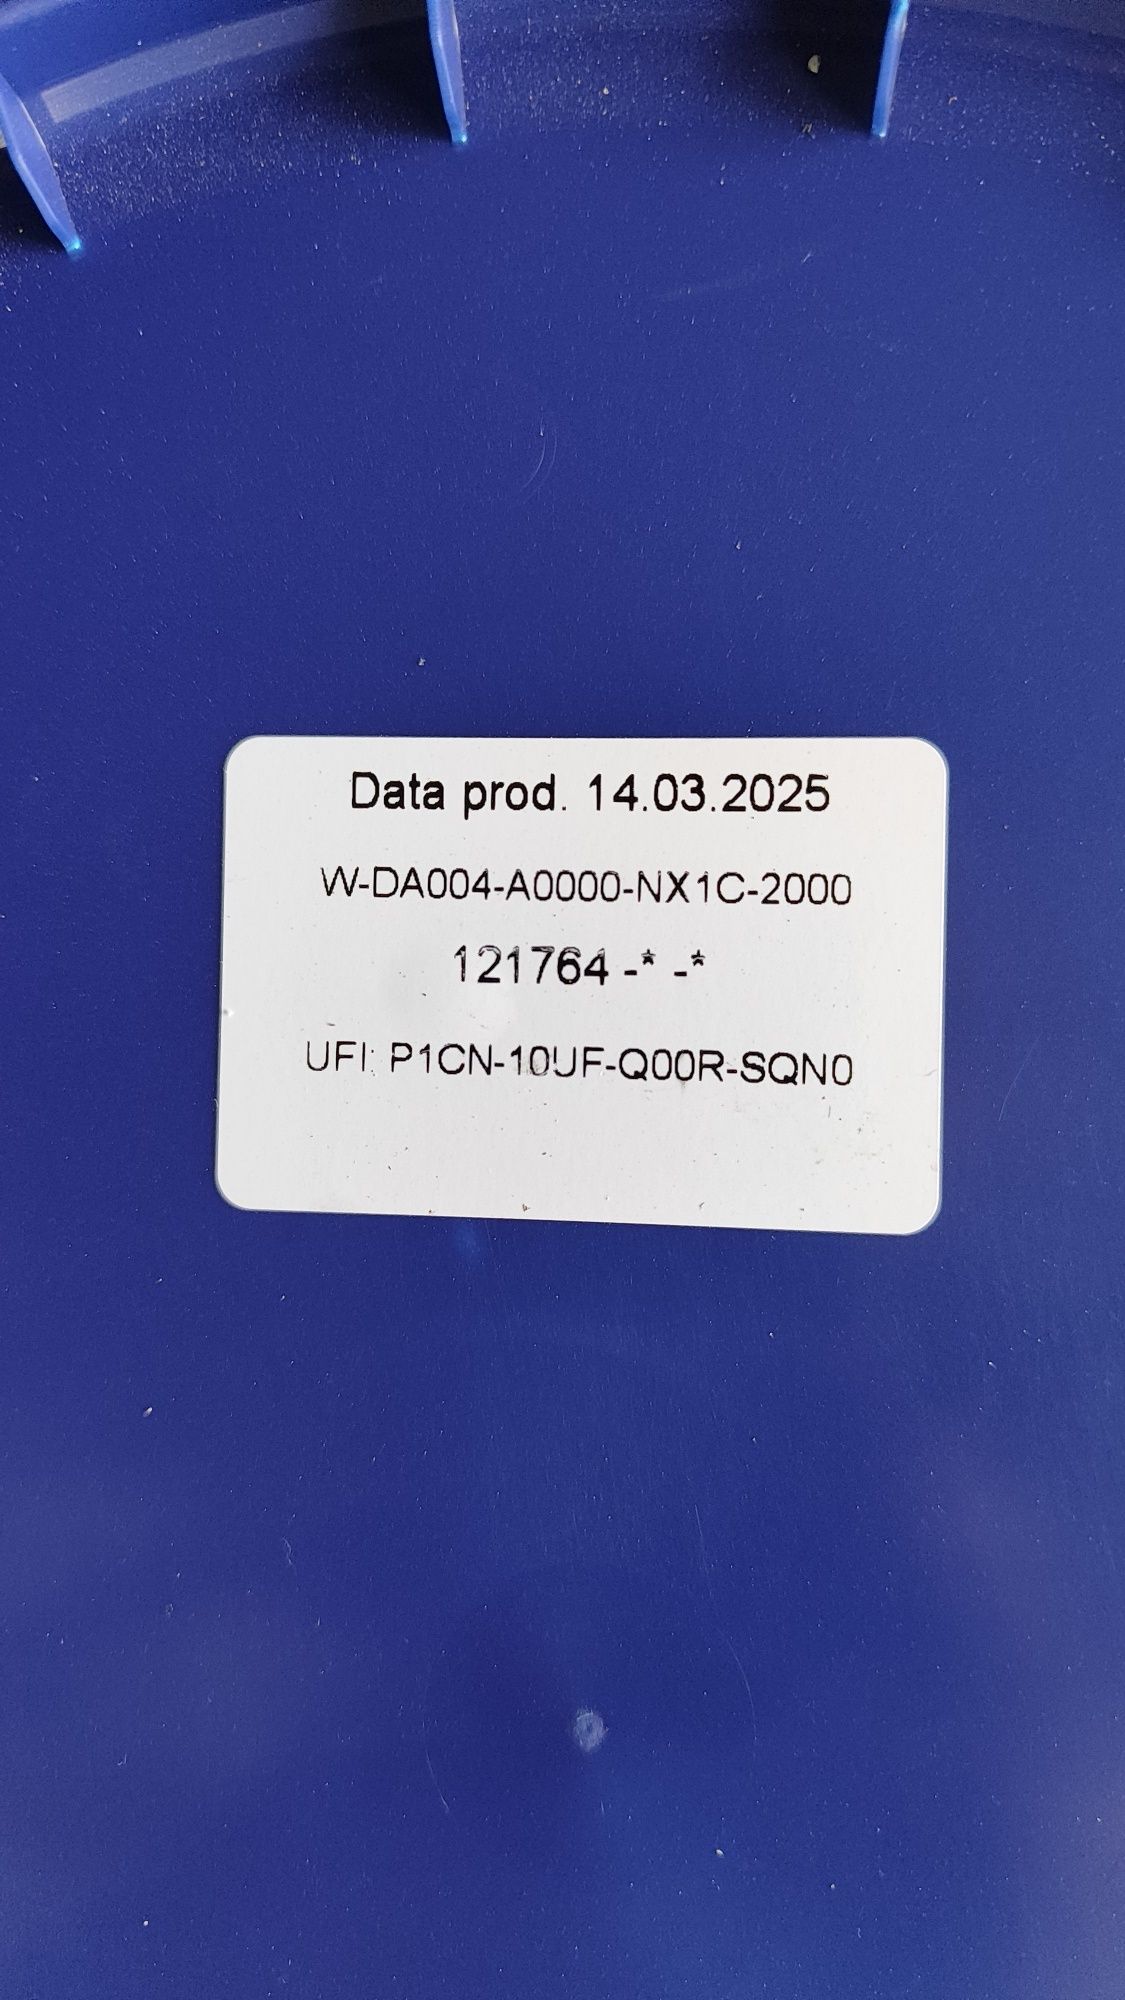 Data prod. 14.03.2025
W-DA004-A0000-NX1C-2000
121764 -* -*
UFI: P1CN-10UF-Q00R-SQN0